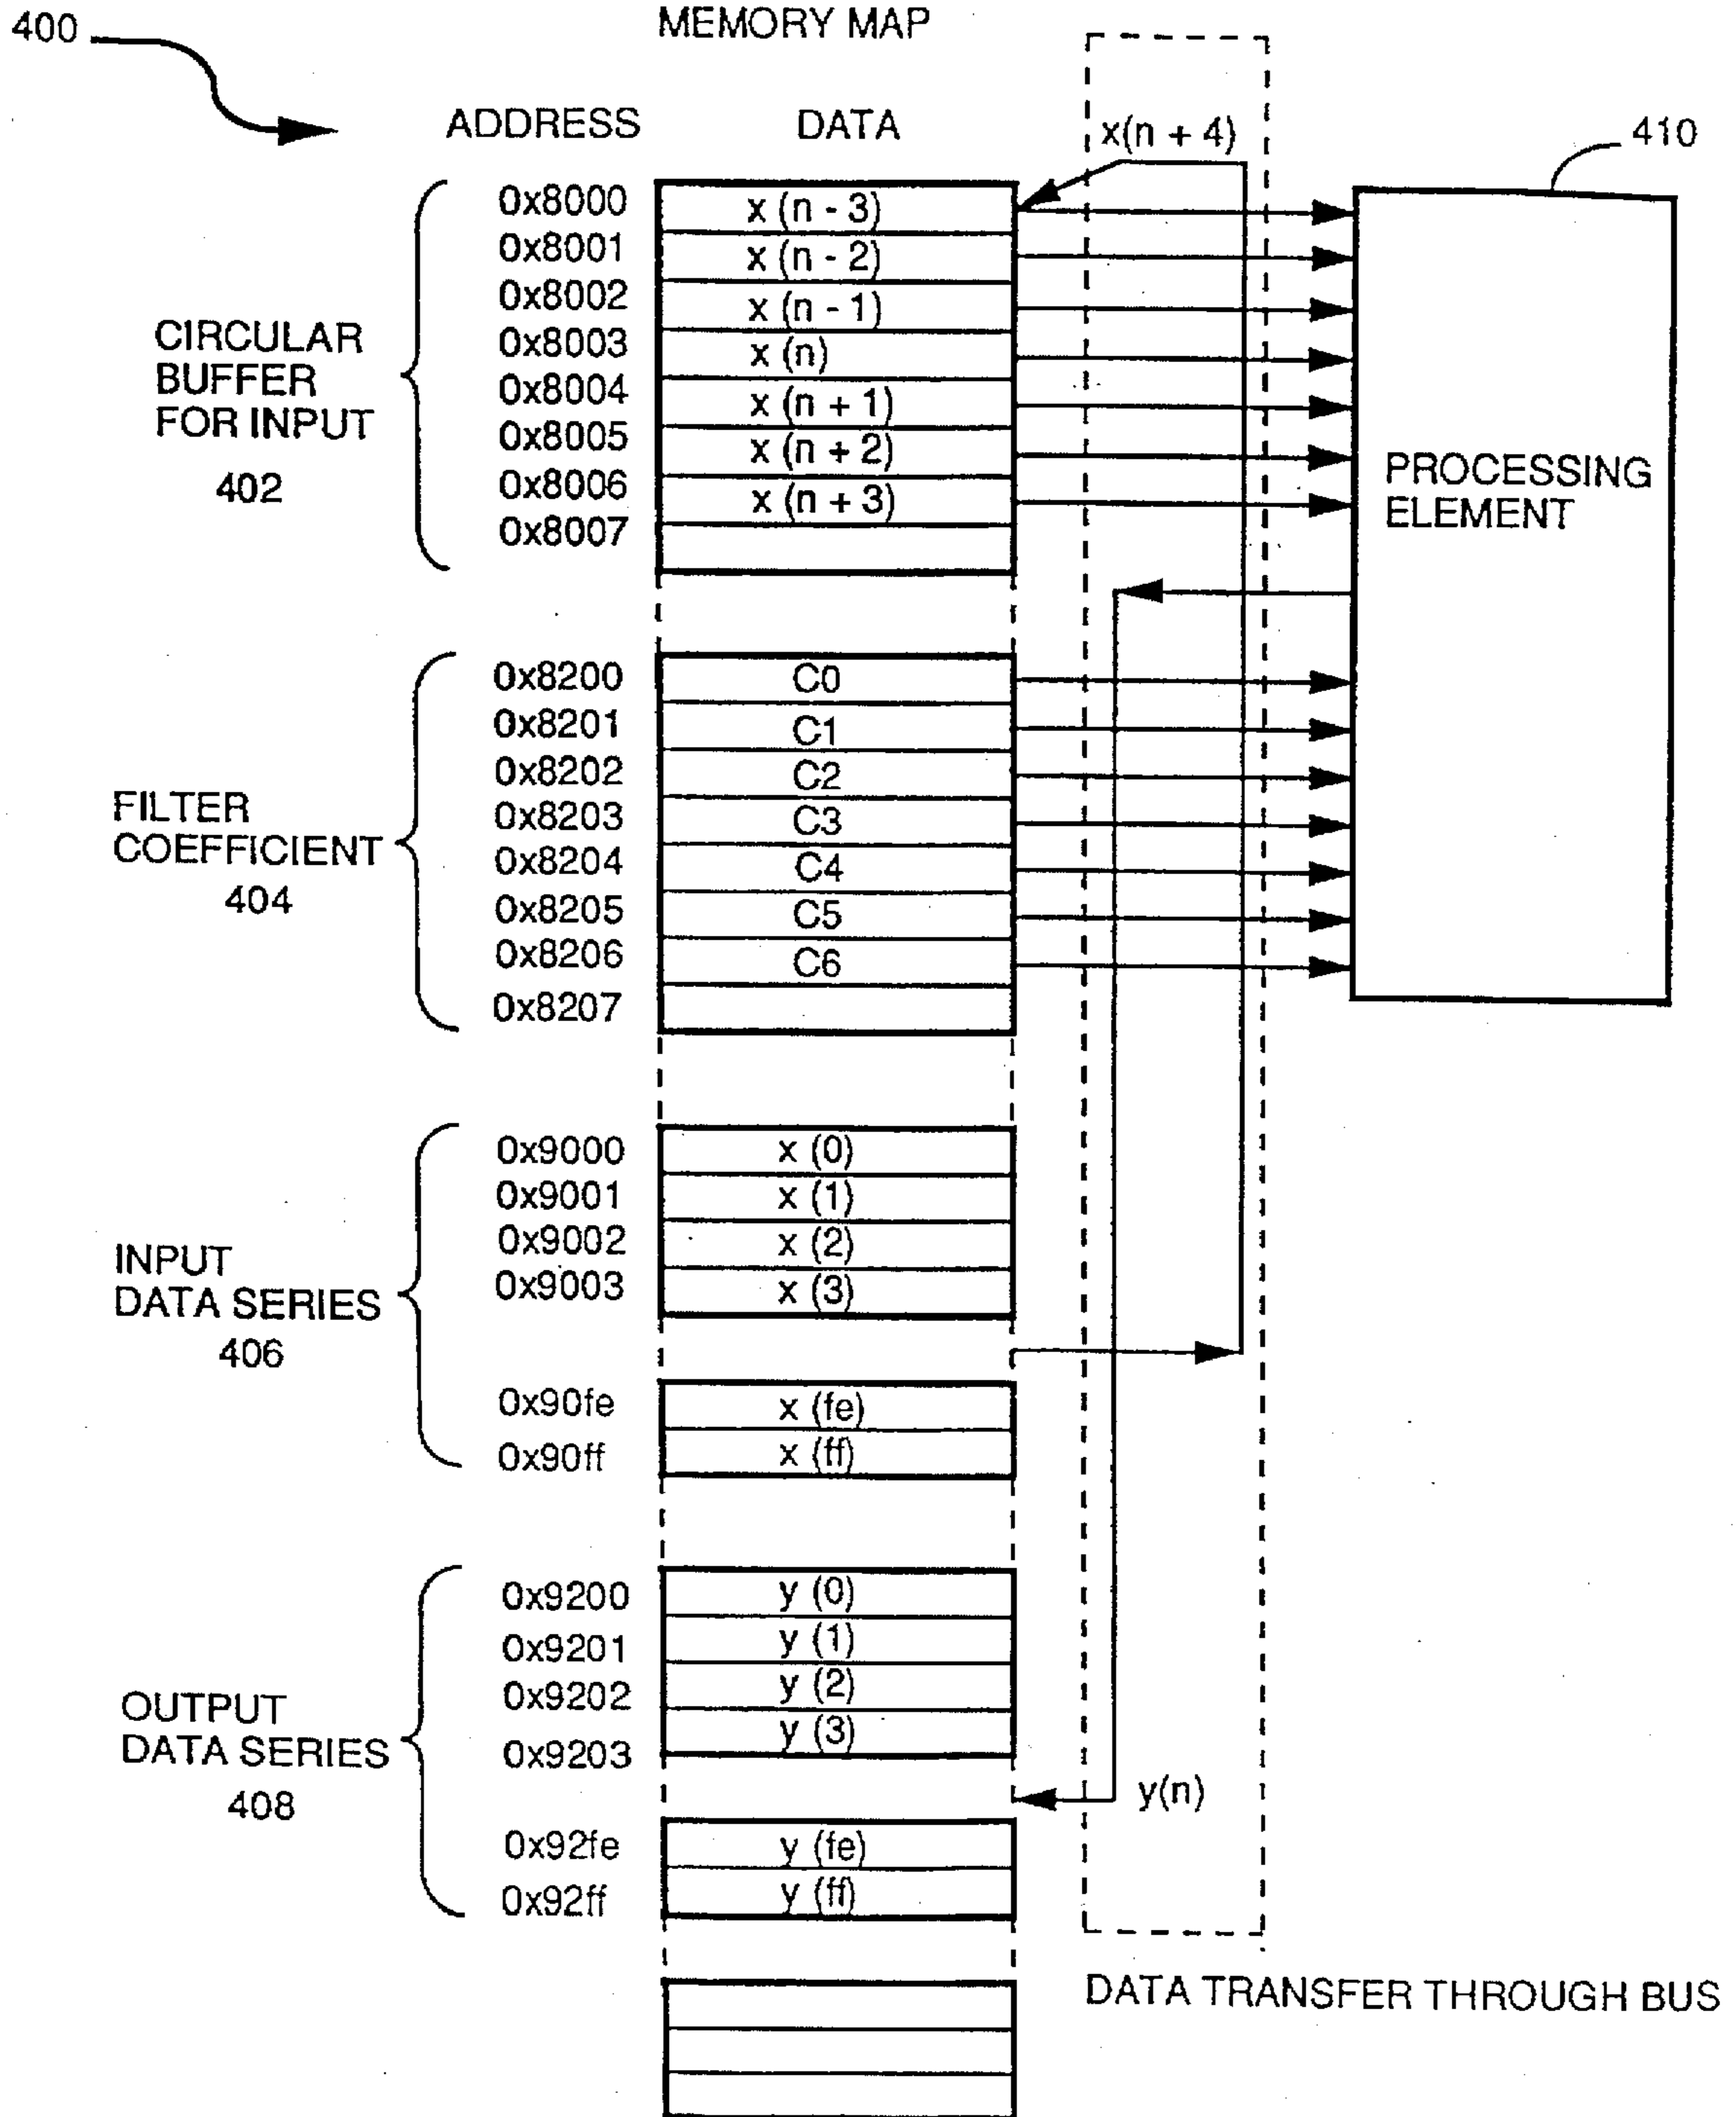 400
MEMORY MAP
ADDRESS DATA
x(n + 4)
410
0x8000 x (n - 3)
0x8001 x (n - 2)
0x8002 x (n - 1)
0x8003 x (n)
0x8004 x (n + 1)
0x8005 x (n + 2)
0x8006 x (n + 3)
0x8007
CIRCULAR
BUFFER
FOR INPUT
402
PROCESSING
ELEMENT
0x8200 C0
0x8201 C1
0x8202 C2
0x8203 C3
0x8204 C4
0x8205 C5
0x8206 C6
0x8207
FILTER
COEFFICIENT
404
0x9000 x (0)
0x9001 x (1)
0x9002 x (2)
0x9003 x (3)
INPUT
DATA SERIES
406
0x90fe x (fe)
0x90ff x (ff)
0x9200 y (0)
0x9201 y (1)
0x9202 y (2)
0x9203 y (3)
OUTPUT
DATA SERIES
408
y(n)
0x92fe y (fe)
0x92ff y (ff)
DATA TRANSFER THROUGH BUS